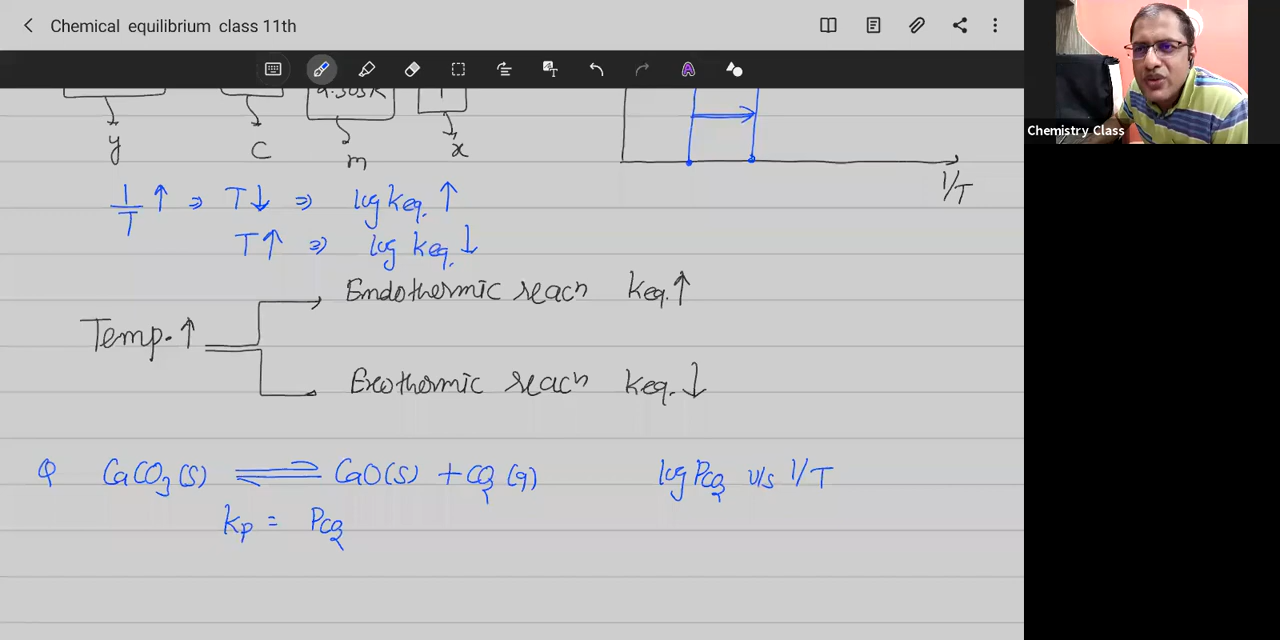 Chemical equilibrium class 11th
Chemistry Class
y C m x
1/T
1/T ↑ ⇒ T↓ ⇒ log Keq. ↑
T↑ ⇒ log Keq. ↓
Endothermic reacn Keq.↑
Temp.↑
Exothermic reacn Keq.↓
Q CaCO3(s) ⇌ CaO(s) + CO2(g) log PCO2 v/s 1/T
Kp = PCO2